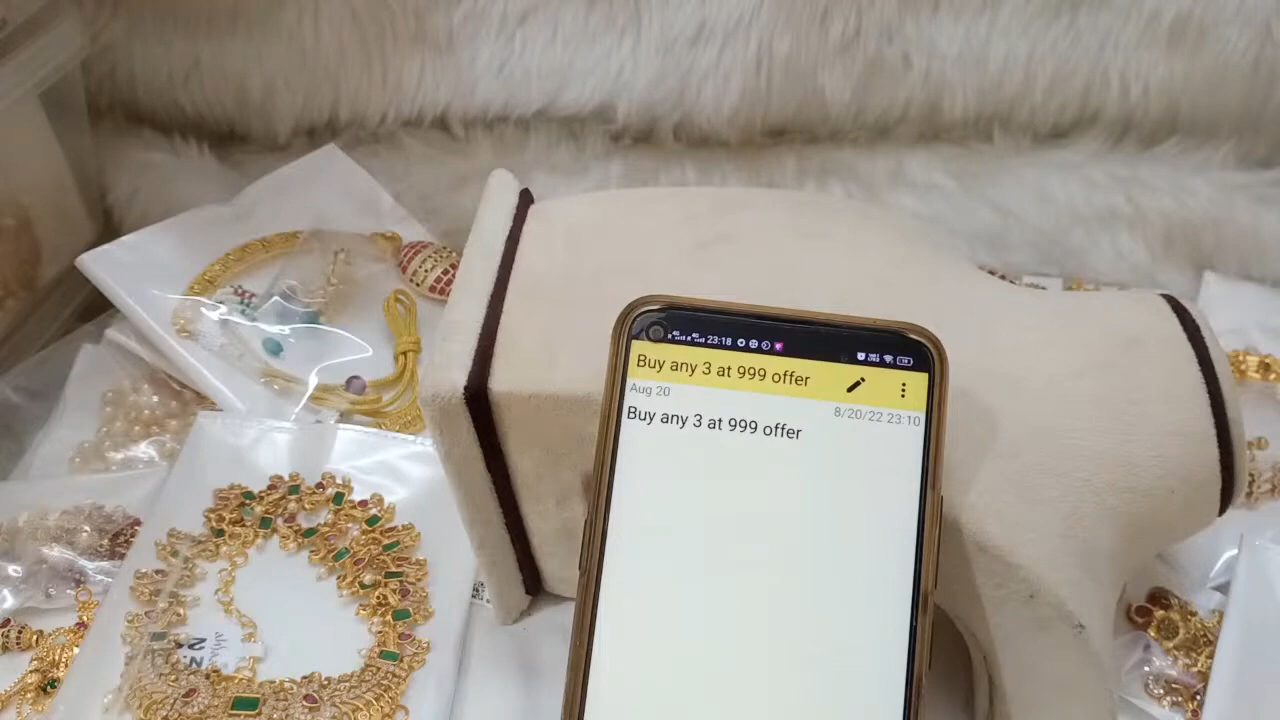 23:18
Buy any 3 at 999 offer
Aug 20
8/20/22 23:10
Buy any 3 at 999 offer